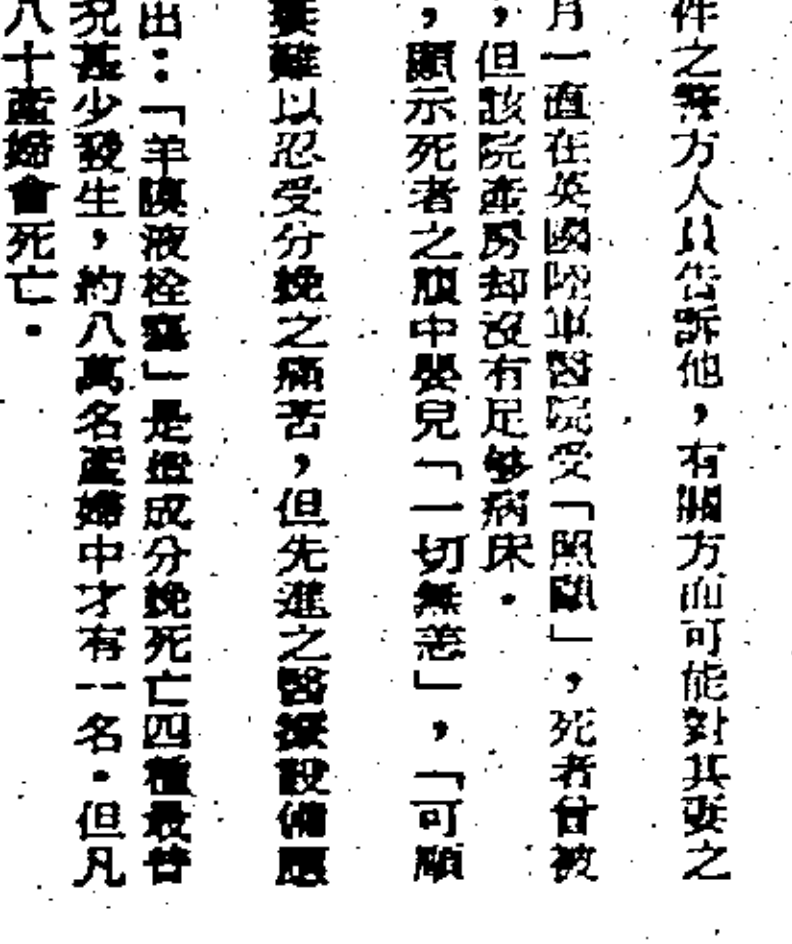 件之警方人員告訴他，有關方面可能對其妻之
月一直在英國陸軍醫院受「照顧」，死者曾被
，但該院產房却沒有足够病床。
，顯示死者之腹中嬰兒「一切無恙」，「可順
難以忍受分娩之痛苦，但先進之醫療設備應
出：「羊膜液栓塞」是造成分娩死亡四種最普
況甚少發生，約八萬名產婦中才有一名。但凡
八十產婦會死亡。